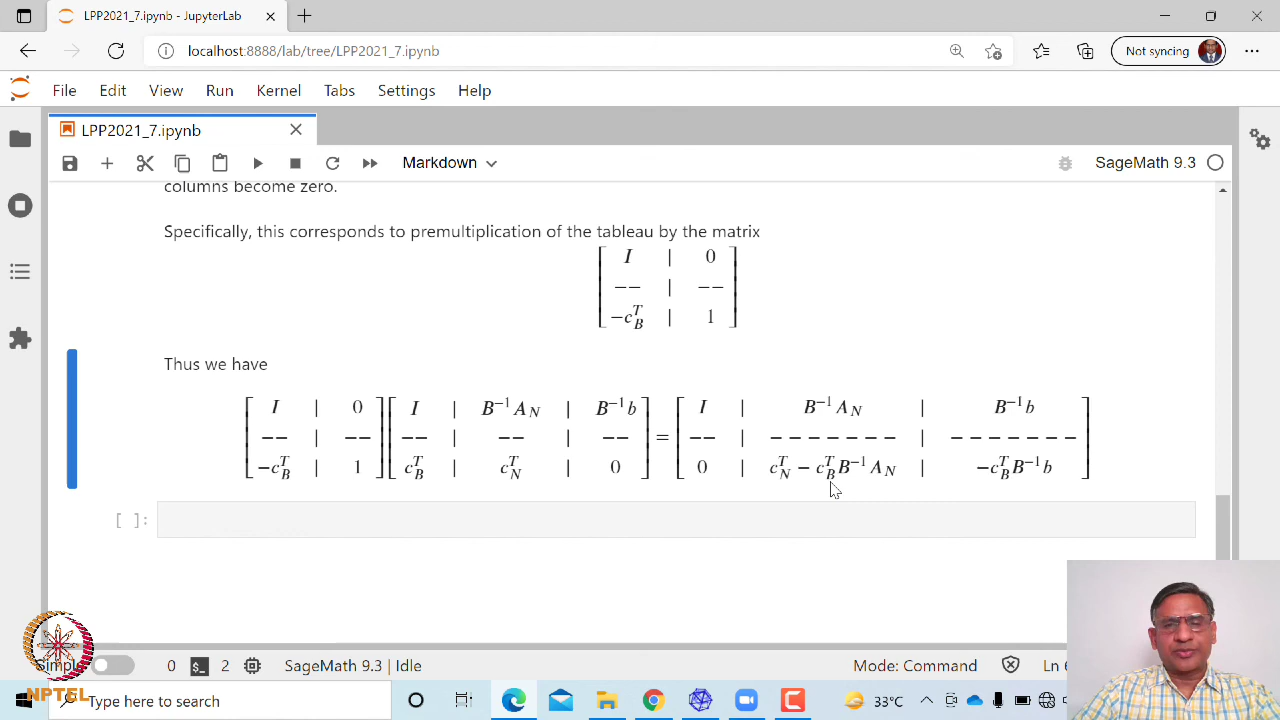 LPP2021_7.ipynb - JupyterLab
localhost:8888/lab/tree/LPP2021_7.ipynb
Not syncing
File Edit View Run Kernel Tabs Settings Help
LPP2021_7.ipynb
Markdown
SageMath 9.3
columns become zero.
Specifically, this corresponds to premultiplication of the tableau by the matrix
I | 0
-- | --
−c_B^T | 1
Thus we have
[ I | 0 ] [ I | B^{−1} A_N | B^{−1} b ] [ I | B^{−1} A_N | B^{−1} b ]
[ -- | -- ] [ -- | -- | -- ] = [ -- | ------- | ------- ]
[ −c_B^T | 1 ] [ c_B^T | c_N^T | 0 ] [ 0 | c_N^T − c_B^T B^{−1} A_N | −c_B^T B^{−1} b ]
[ ]:
Simple 0 $_ 2 SageMath 9.3 | Idle Mode: Command Ln
NPTEL
Type here to search
33°C